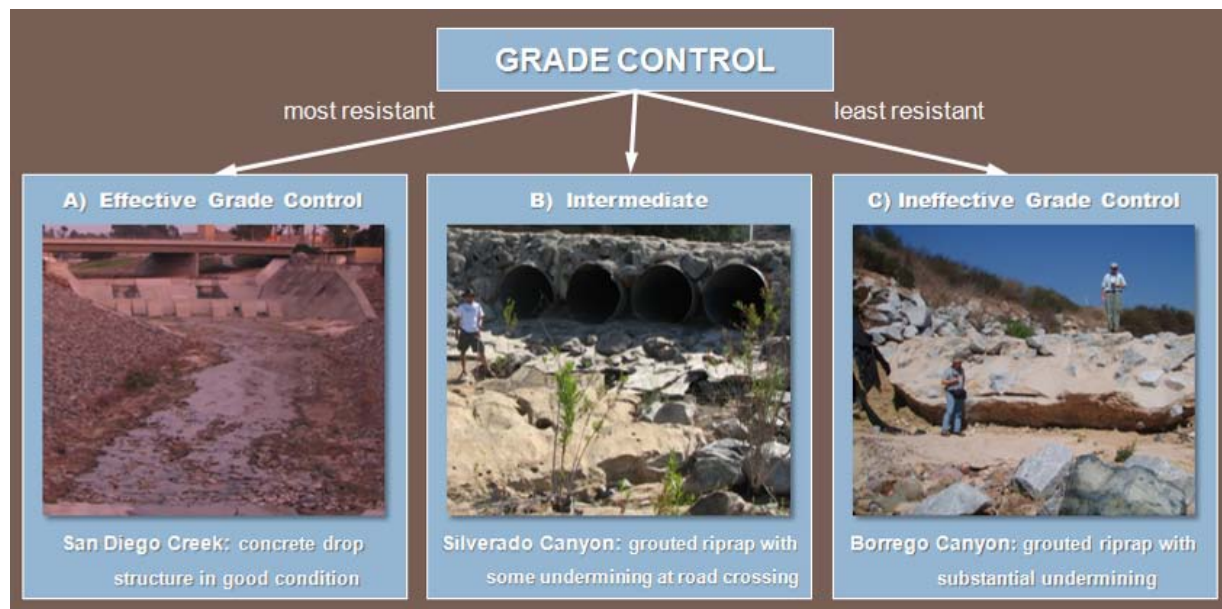 GRADE CONTROL
most resistant
least resistant
A) Effective Grade Control
San Diego Creek: concrete drop
structure in good condition
B) Intermediate
Silverado Canyon: grouted riprap with
some undermining at road crossing
C) Ineffective Grade Control
Borrego Canyon: grouted riprap with
substantial undermining